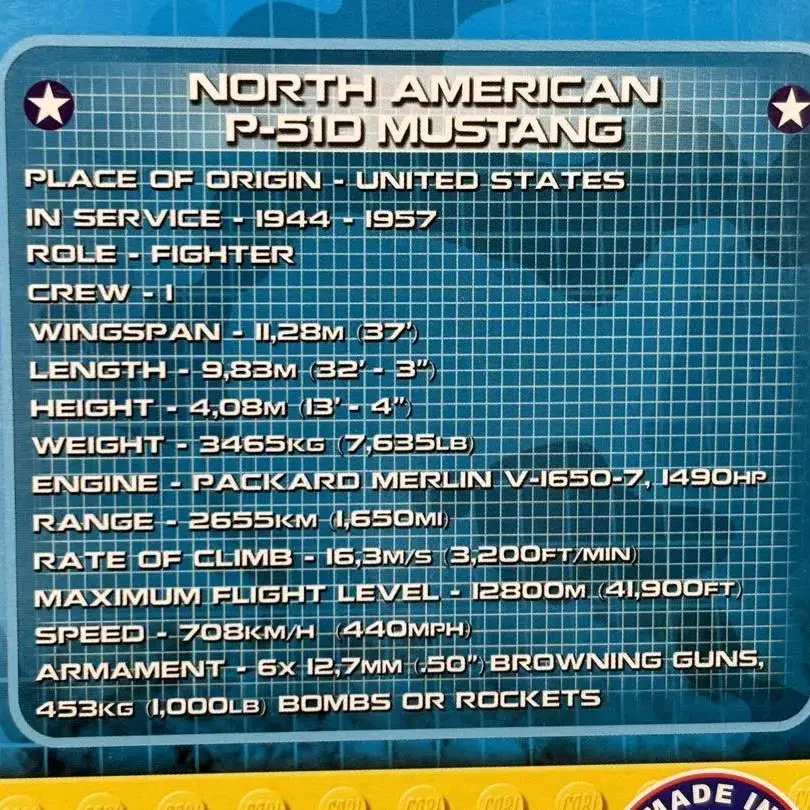 NORTH AMERICAN
P-51D MUSTANG
PLACE OF ORIGIN - UNITED STATES
IN SERVICE - 1944 - 1957
ROLE - FIGHTER
CREW - 1
WINGSPAN - 11,28M (37')
LENGTH - 9,83M (32' - 3")
HEIGHT - 4,08M (13' - 4")
WEIGHT - 3465KG (7,635LB)
ENGINE - PACKARD MERLIN V-1650-7, 1490HP
RANGE - 2655KM (1,650MI)
RATE OF CLIMB - 16,3M/S (3,200FT/MIN)
MAXIMUM FLIGHT LEVEL - 12800M (41,900FT)
SPEED - 708KM/H (440MPH)
ARMAMENT - 6X 12,7MM (.50") BROWNING GUNS,
453KG (1,000LB) BOMBS OR ROCKETS
MADE IN